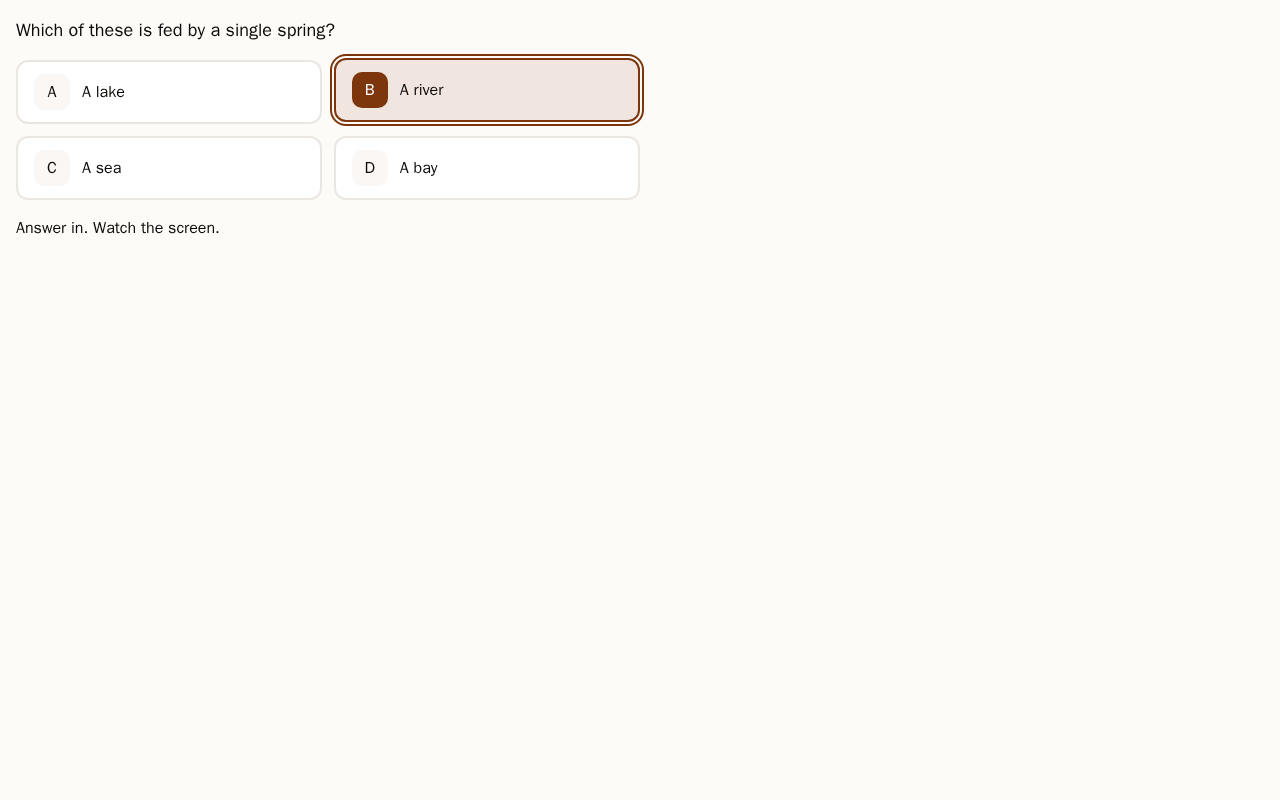 Which of these is fed by a single spring?
A A lake
B A river
C A sea
D A bay
Answer in. Watch the screen.